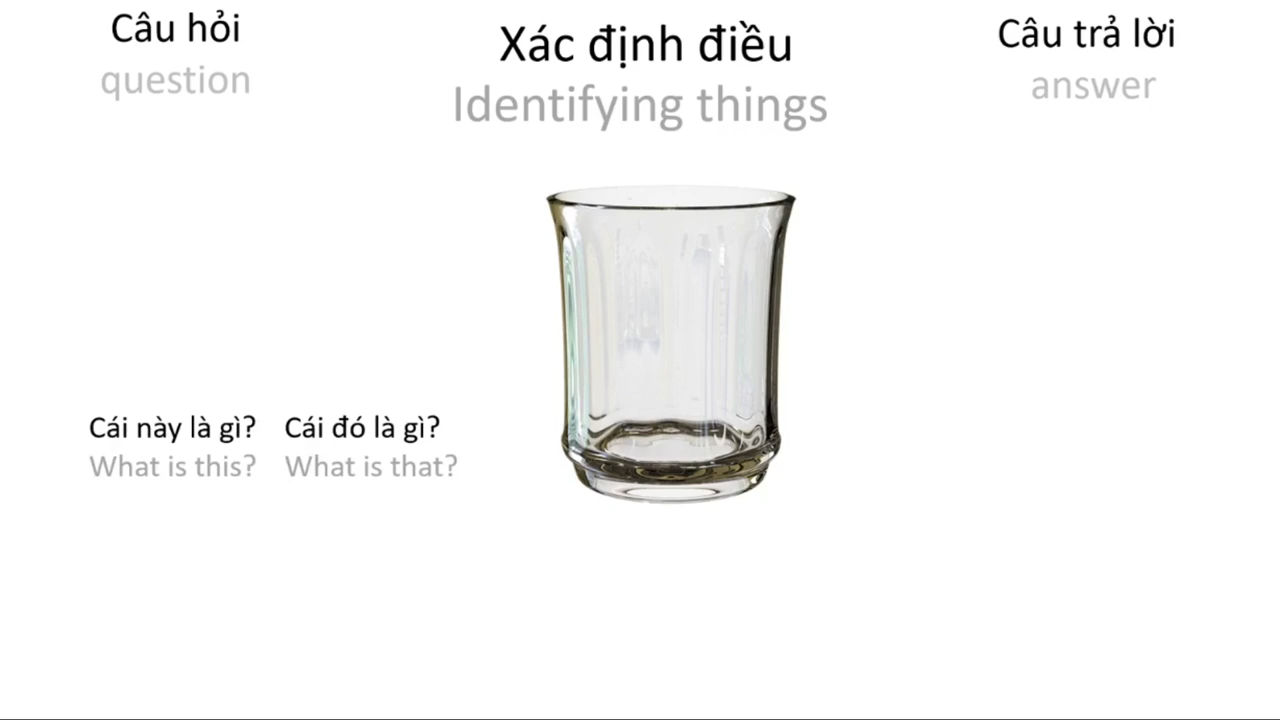 Câu hỏi
question
Xác định điều
Identifying things
Câu trả lời
answer
Cái này là gì?
What is this?
Cái đó là gì?
What is that?